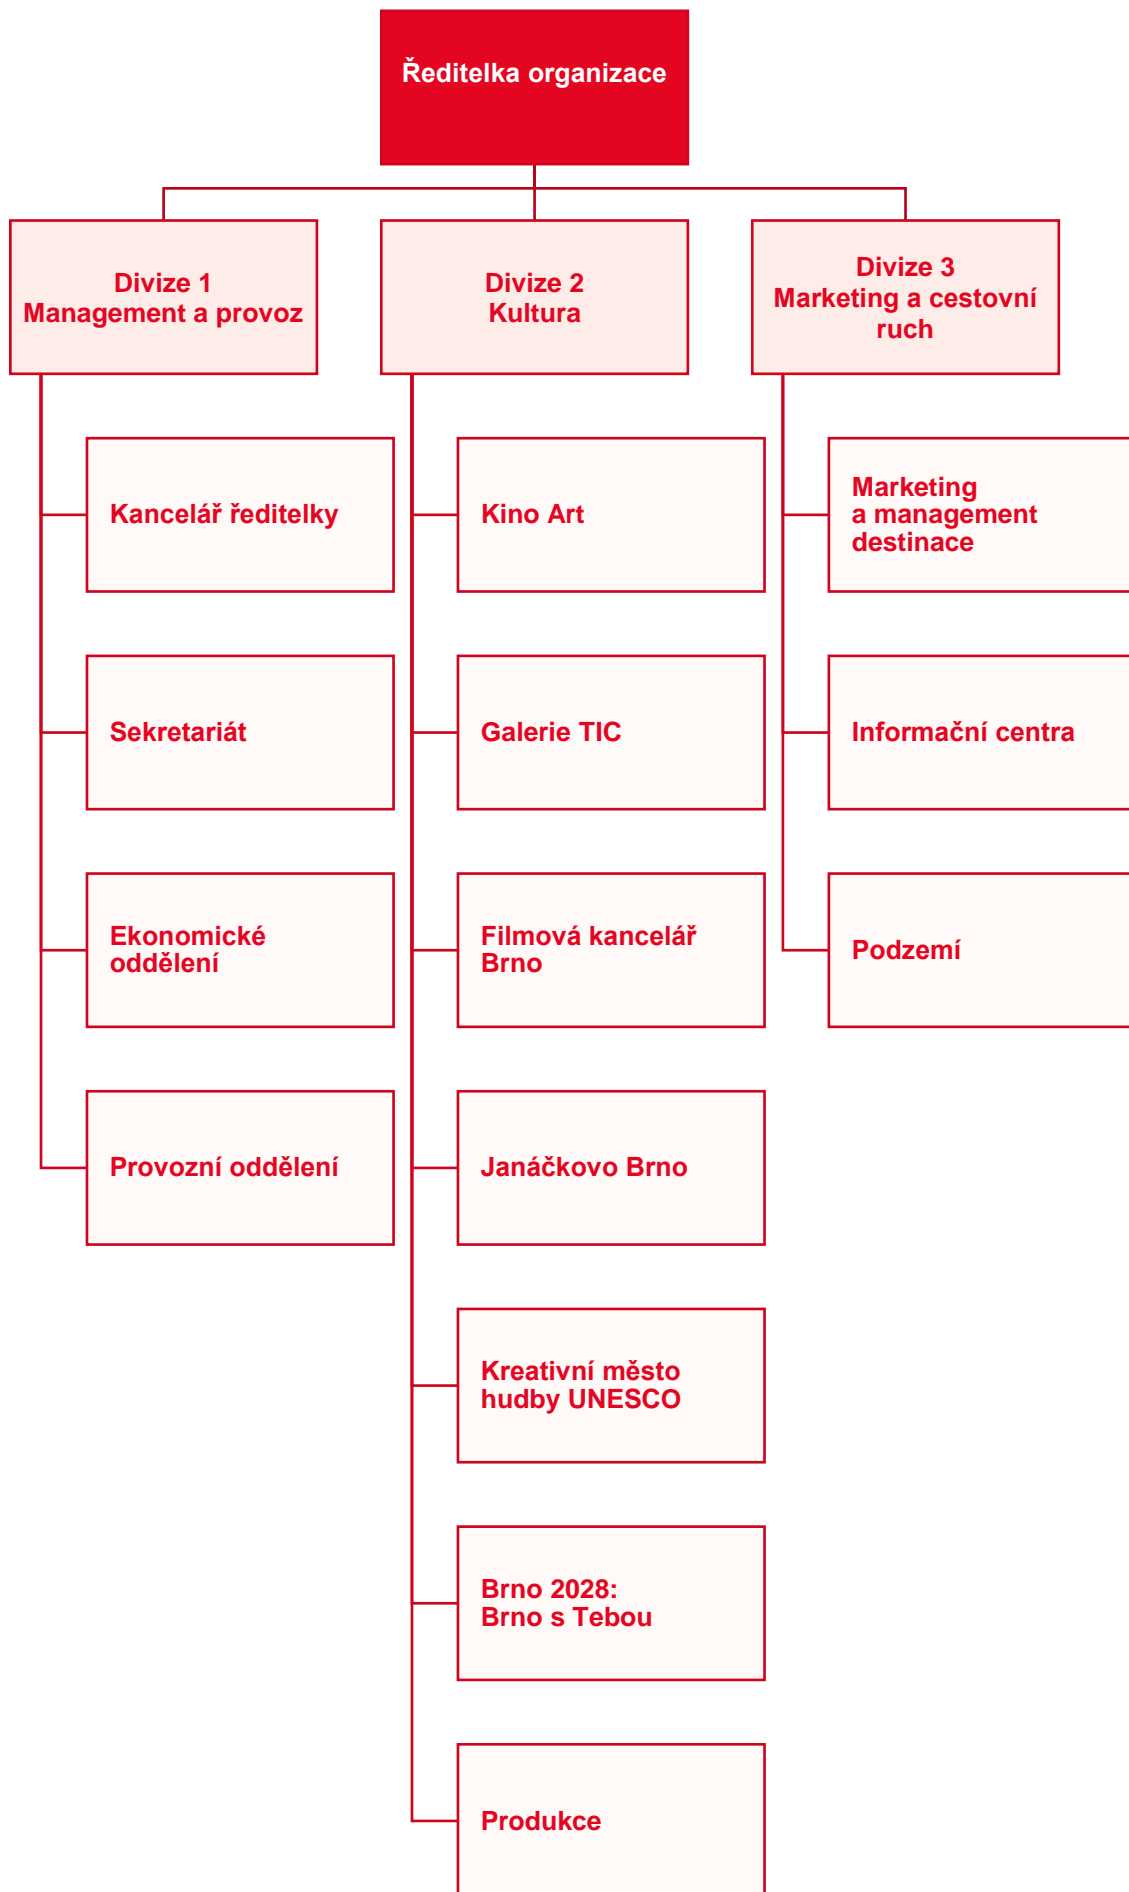 Ředitelka organizace
Divize 1
Management a provoz
Divize 2
Kultura
Divize 3
Marketing a cestovní
ruch
Kancelář ředitelky
Sekretariát
Ekonomické
oddělení
Provozní oddělení
Kino Art
Galerie TIC
Filmová kancelář
Brno
Janáčkovo Brno
Kreativní město
hudby UNESCO
Brno 2028:
Brno s Tebou
Produkce
Marketing
a management
destinace
Informační centra
Podzemí